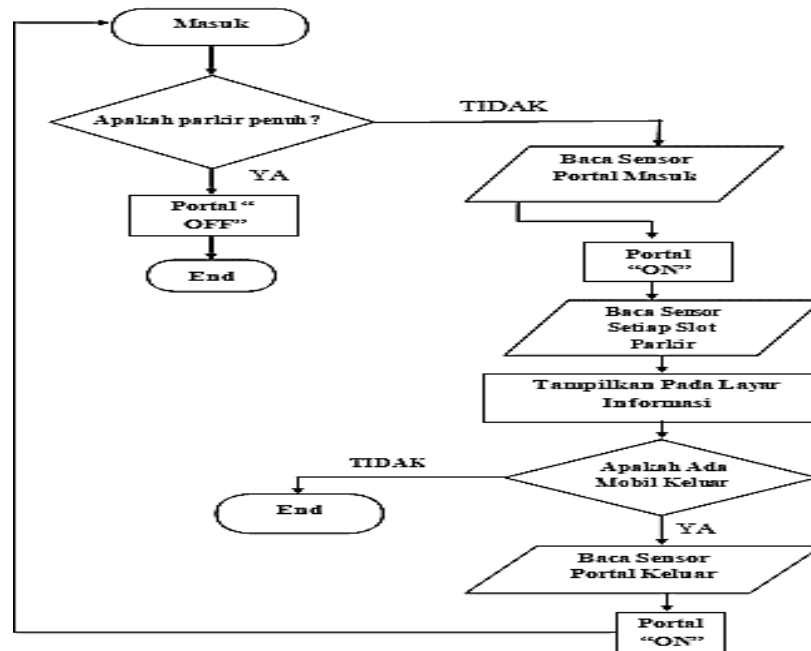 Masuk
Apakah parkir penuh?
TIDAK
YA
Portal “
OFF”
End
Baca Sensor
Portal Masuk
Portal
“ON”
Baca Sensor
Setiap Slot
Parkir
Tampilkan Pada Layar
Informasi
Apakah Ada
Mobil Keluar
TIDAK
End
YA
Baca Sensor
Portal Keluar
Portal
“ON”